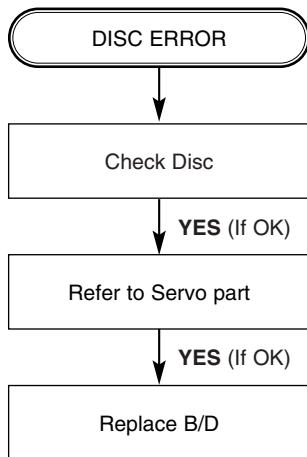 DISC ERROR
Check Disc
YES (If OK)
Refer to Servo part
YES (If OK)
Replace B/D